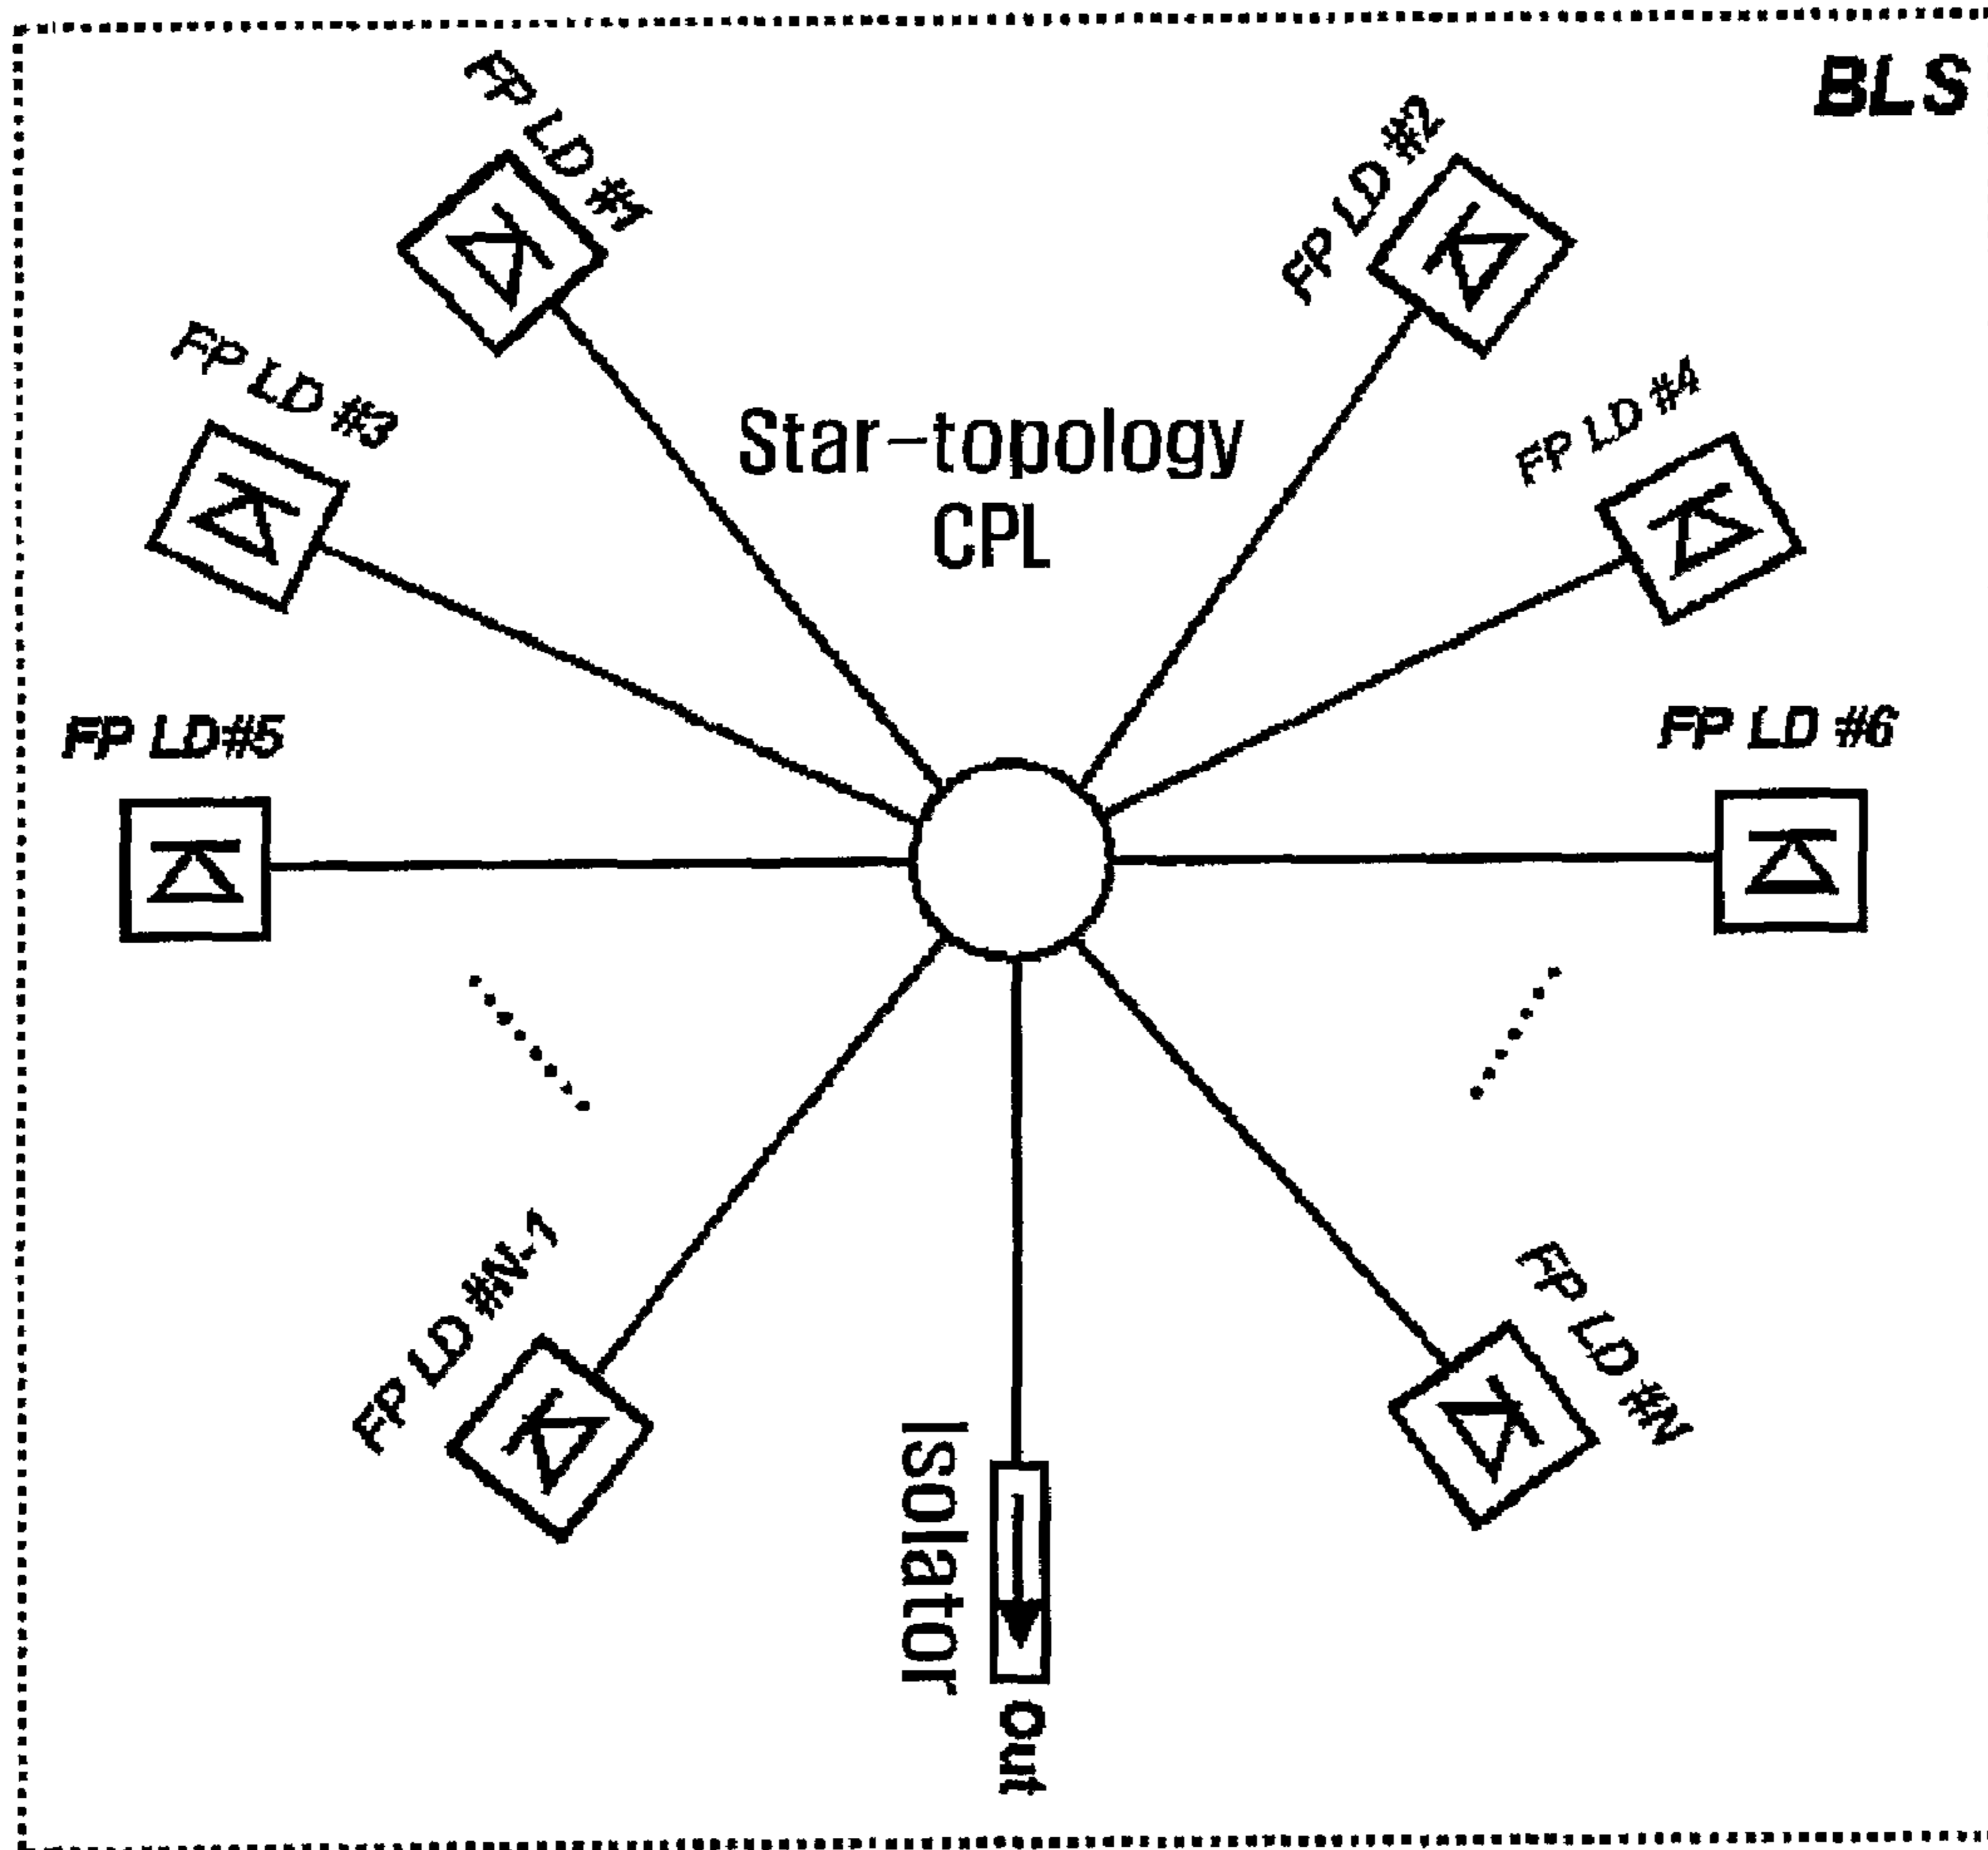 BLS
FP LD #1
FP LD #2
FP LD #3
FP LD #4
Star-topology
CPL
FP LD#5
FP LD #6
FP LD #N-1
FP LD #N
Isolator
out